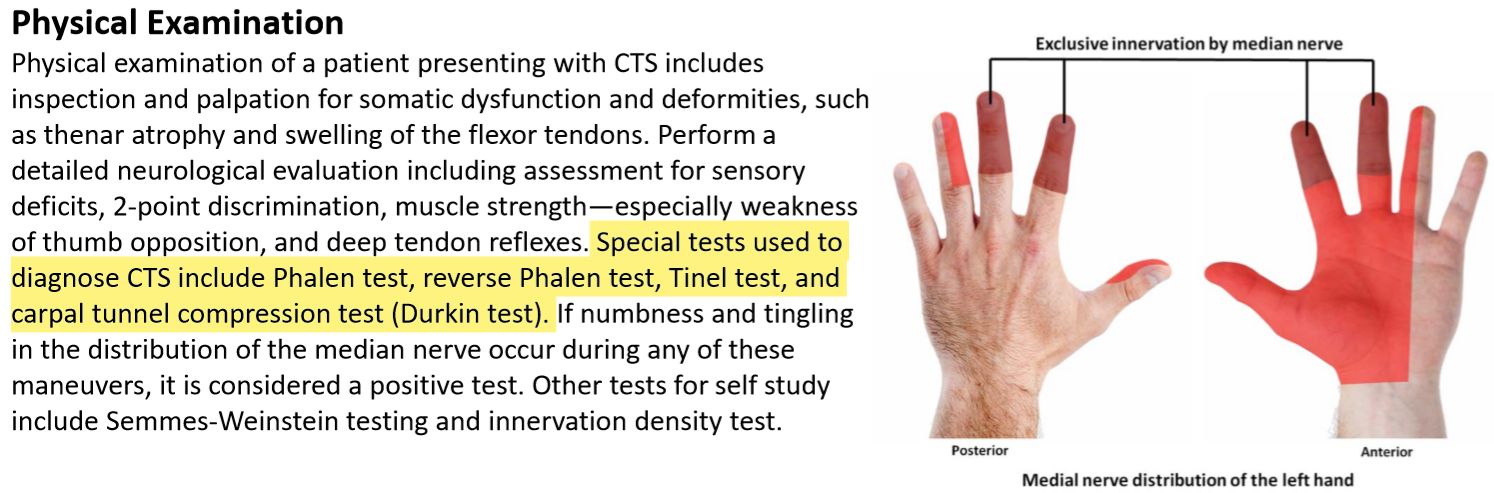 Physical Examination
Physical examination of a patient presenting with CTS includes
inspection and palpation for somatic dysfunction and deformities, such
as thenar atrophy and swelling of the flexor tendons. Perform a
detailed neurological evaluation including assessment for sensory
deficits, 2-point discrimination, muscle strength—especially weakness
of thumb opposition, and deep tendon reflexes. Special tests used to
diagnose CTS include Phalen test, reverse Phalen test, Tinel test, and
carpal tunnel compression test (Durkin test). If numbness and tingling
in the distribution of the median nerve occur during any of these
maneuvers, it is considered a positive test. Other tests for self study
include Semmes-Weinstein testing and innervation density test.
Exclusive innervation by median nerve
Posterior
Anterior
Medial nerve distribution of the left hand